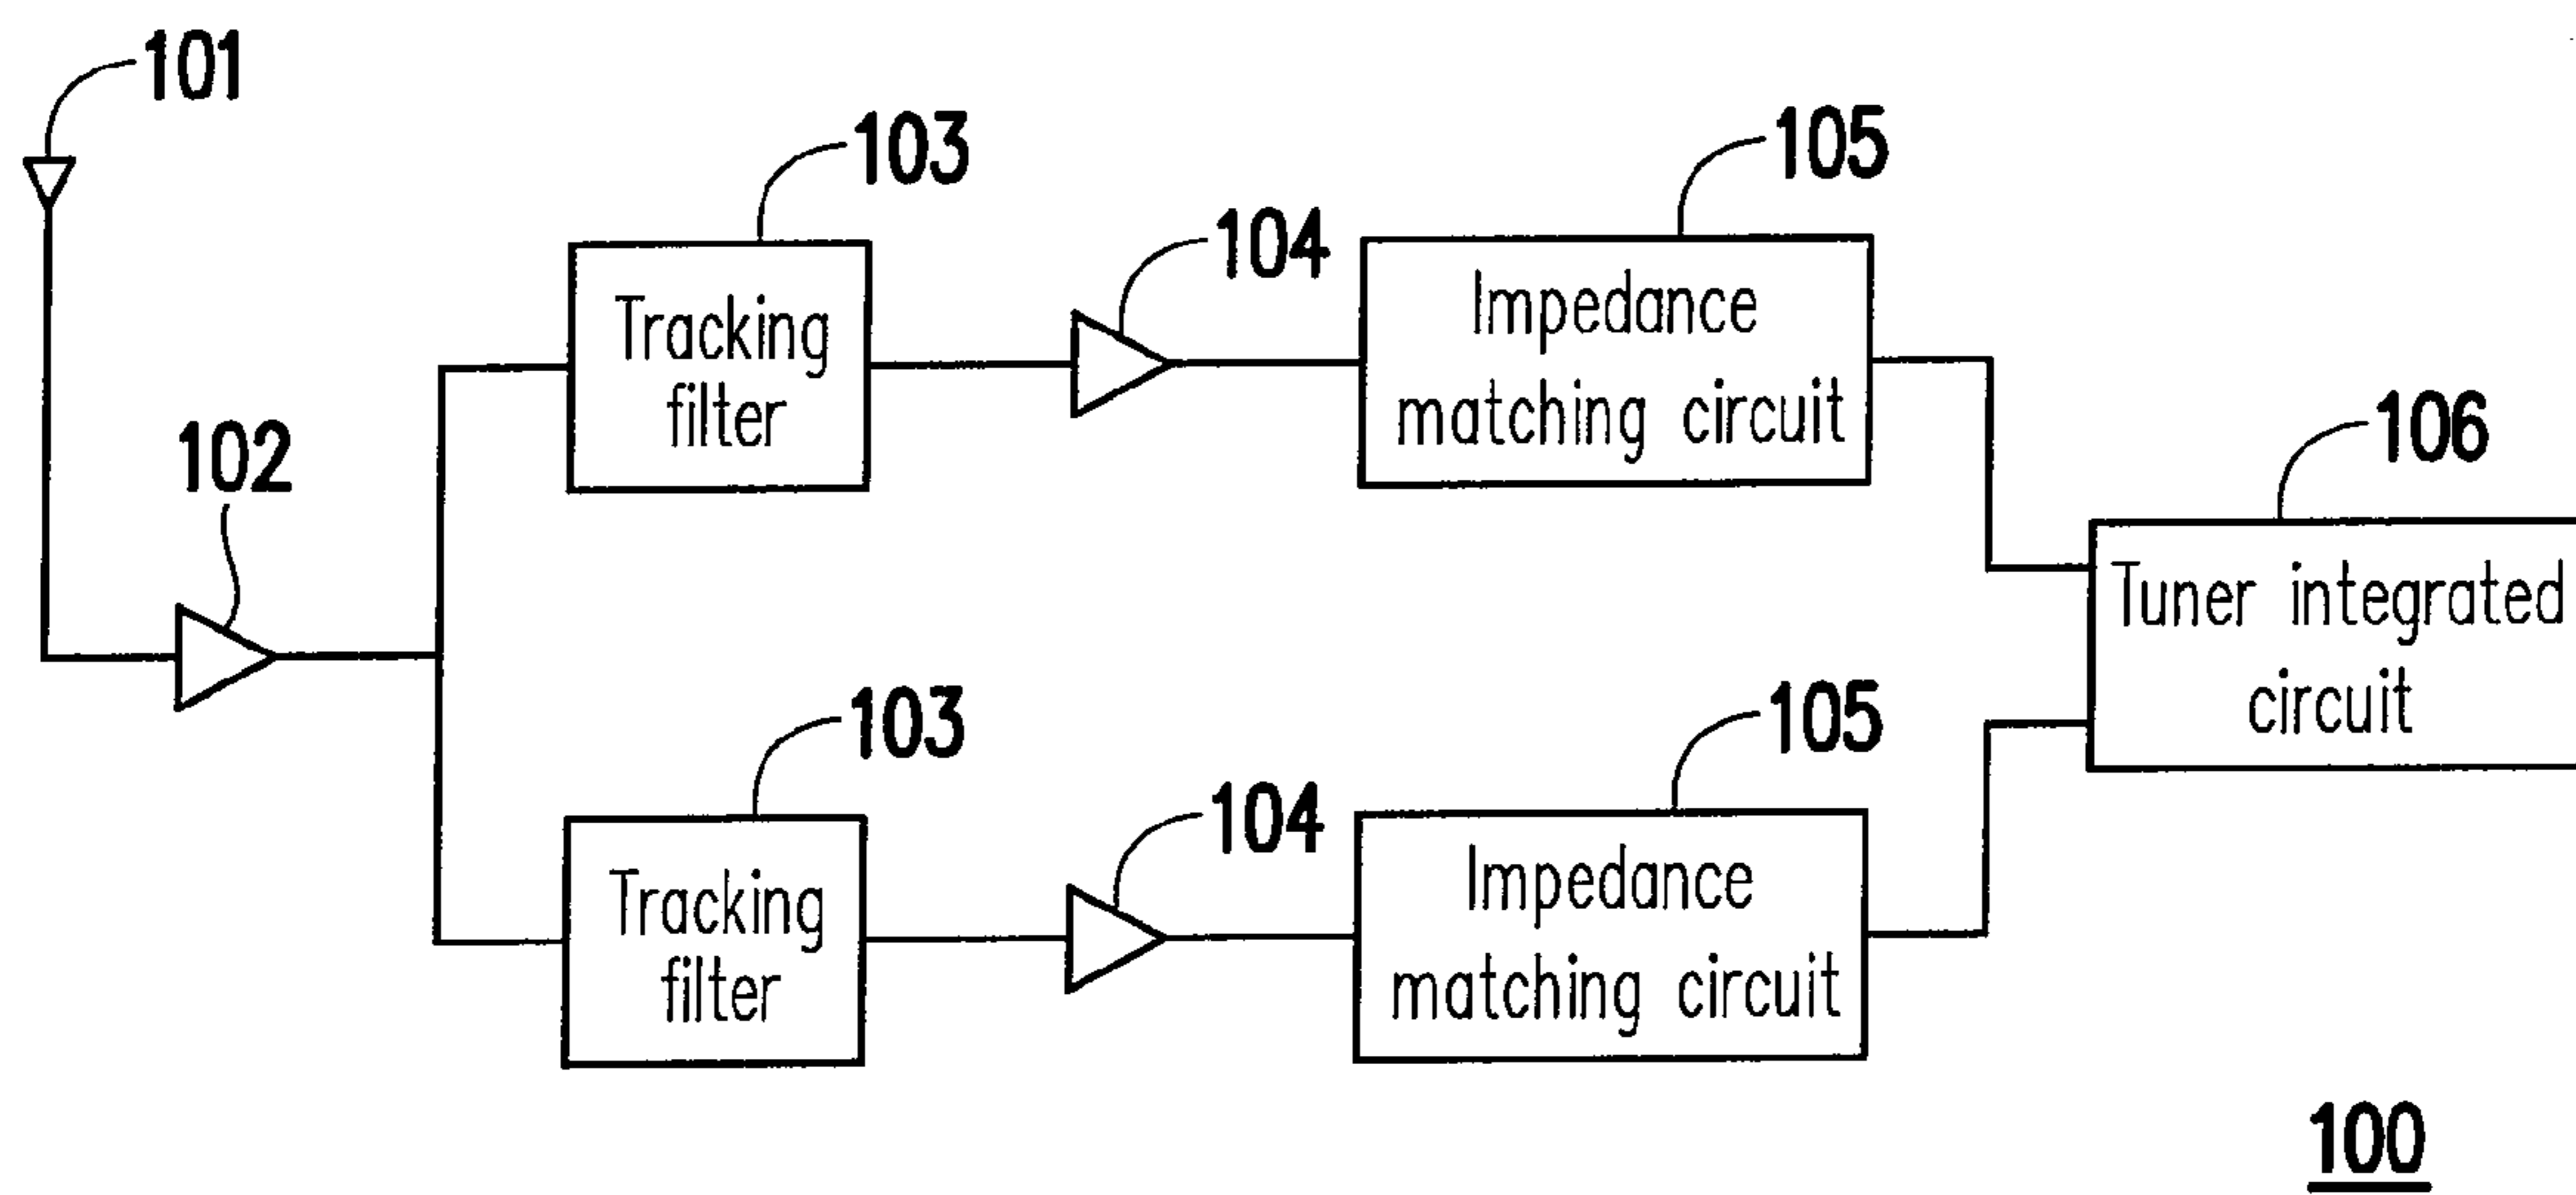 101
103
105
104
Impedance
matching circuit
Tracking
filter
106
102
Tuner integrated
circuit
103
105
104
Impedance
matching circuit
Tracking
filter
100